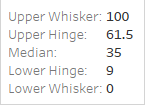 Upper Whisker: 100
Upper Hinge: 61.5
Median: 35
Lower Hinge: 9
Lower Whisker: 0